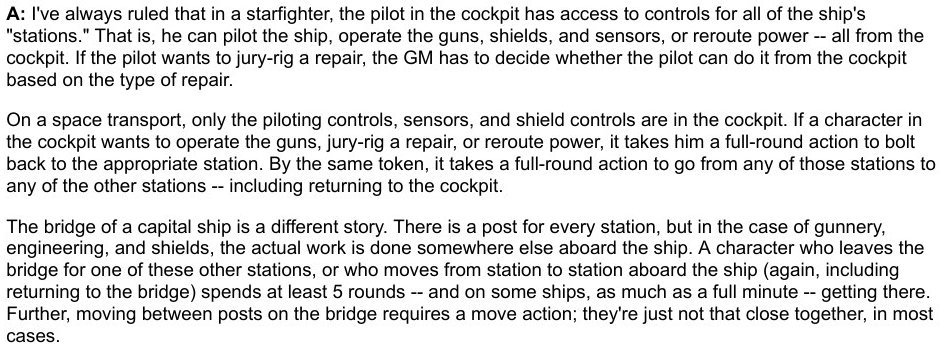 A: I've always ruled that in a starfighter, the pilot in the cockpit has access to controls for all of the ship's
"stations." That is, he can pilot the ship, operate the guns, shields, and sensors, or reroute power -- all from the
cockpit. If the pilot wants to jury-rig a repair, the GM has to decide whether the pilot can do it from the cockpit
based on the type of repair.
On a space transport, only the piloting controls, sensors, and shield controls are in the cockpit. If a character in
the cockpit wants to operate the guns, jury-rig a repair, or reroute power, it takes him a full-round action to bolt
back to the appropriate station. By the same token, it takes a full-round action to go from any of those stations to
any of the other stations -- including returning to the cockpit.
The bridge of a capital ship is a different story. There is a post for every station, but in the case of gunnery,
engineering, and shields, the actual work is done somewhere else aboard the ship. A character who leaves the
bridge for one of these other stations, or who moves from station to station aboard the ship (again, including
returning to the bridge) spends at least 5 rounds -- and on some ships, as much as a full minute -- getting there.
Further, moving between posts on the bridge requires a move action; they're just not that close together, in most
cases.